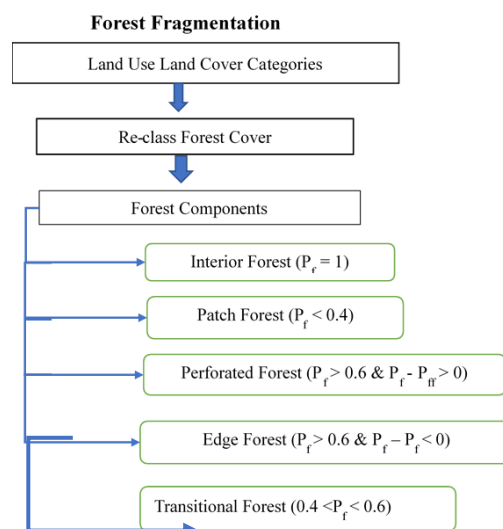 Forest Fragmentation
Land Use Land Cover Categories
Re-class Forest Cover
Forest Components
Interior Forest (Pf = 1)
Patch Forest (Pf < 0.4)
Perforated Forest (Pf > 0.6 & Pf - Pff > 0)
Edge Forest (Pf > 0.6 & Pf – Pf < 0)
Transitional Forest (0.4 <Pf < 0.6)